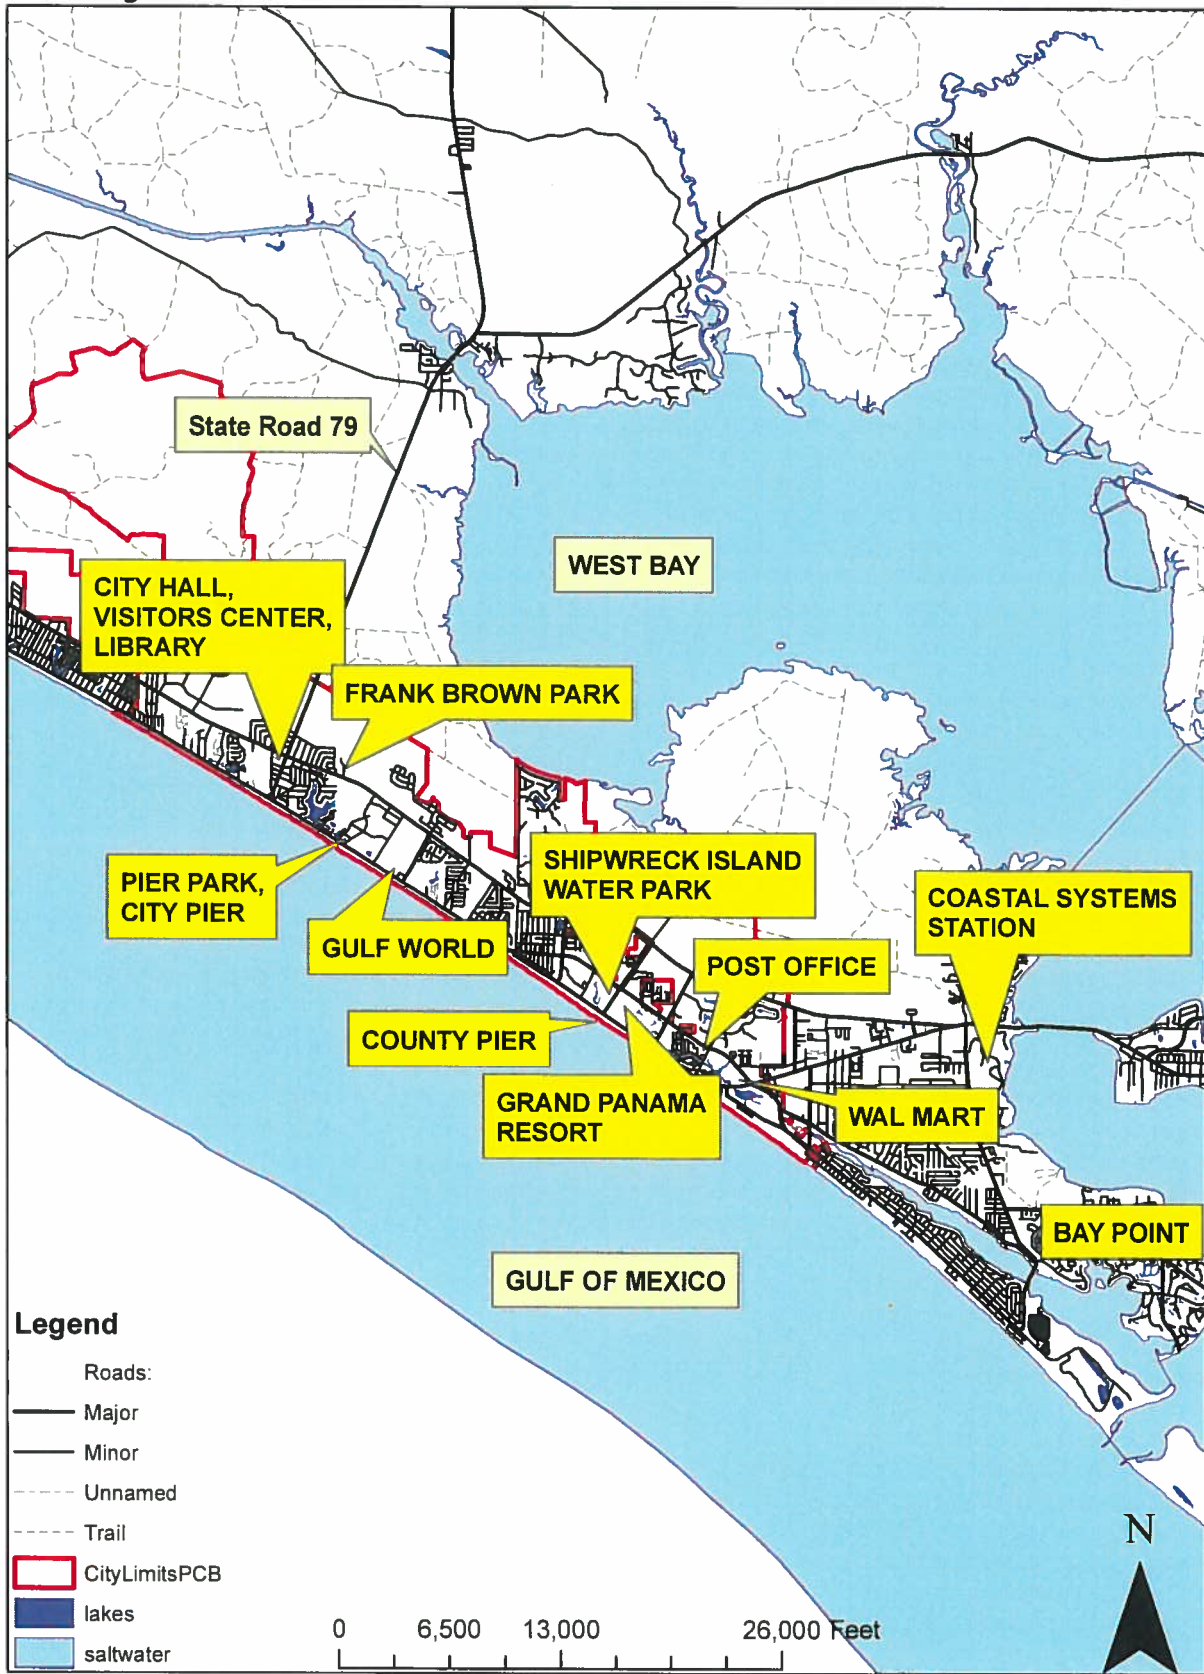 State Road 79
WEST BAY
CITY HALL,
VISITORS CENTER,
LIBRARY
FRANK BROWN PARK
PIER PARK,
CITY PIER
GULF WORLD
SHIPWRECK ISLAND
WATER PARK
COASTAL SYSTEMS
STATION
POST OFFICE
COUNTY PIER
GRAND PANAMA
RESORT
WAL MART
BAY POINT
GULF OF MEXICO
Legend
Roads:
Major
Minor
Unnamed
Trail
CityLimitsPCB
lakes
saltwater
0 6,500 13,000 26,000 Feet
N